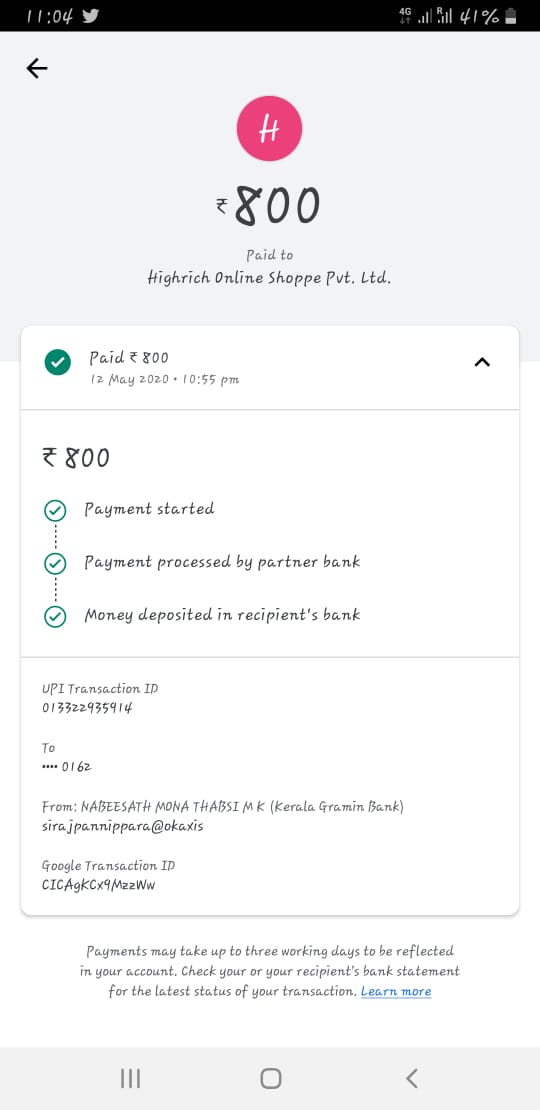 11:04
4G R 41%
H
₹800
Paid to
Highrich Online Shoppe Pvt. Ltd.
Paid ₹ 800
12 May 2020 • 10:55 pm
₹ 800
Payment started
Payment processed by partner bank
Money deposited in recipient's bank
UPI Transaction ID
013322935914
To
•••• 0162
From: NABEESATH MONA THABSI M K (Kerala Gramin Bank)
sirajpannippara@okaxis
Google Transaction ID
CICAgKCx9MzzWw
Payments may take up to three working days to be reflected
in your account. Check your or your recipient's bank statement
for the latest status of your transaction. Learn more